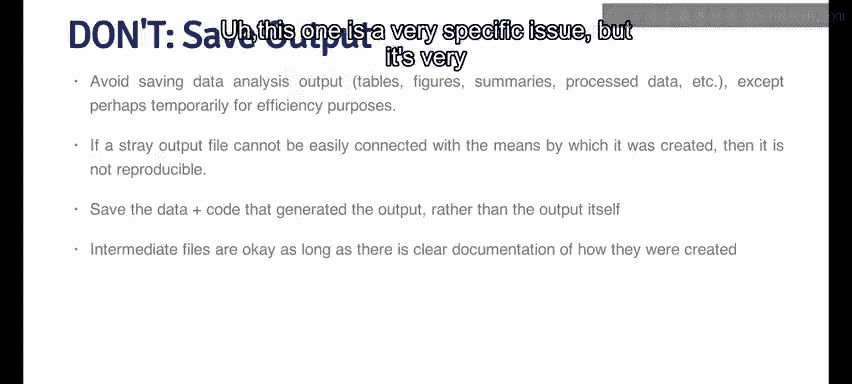 DON'T: Save Output
Uh,this one is a very specific issue, but
it's very
· Avoid saving data analysis output (tables, figures, summaries, processed data, etc.), except
perhaps temporarily for efficiency purposes.
· If a stray output file cannot be easily connected with the means by which it was created, then it is
not reproducible.
· Save the data + code that generated the output, rather than the output itself
· Intermediate files are okay as long as there is clear documentation of how they were created